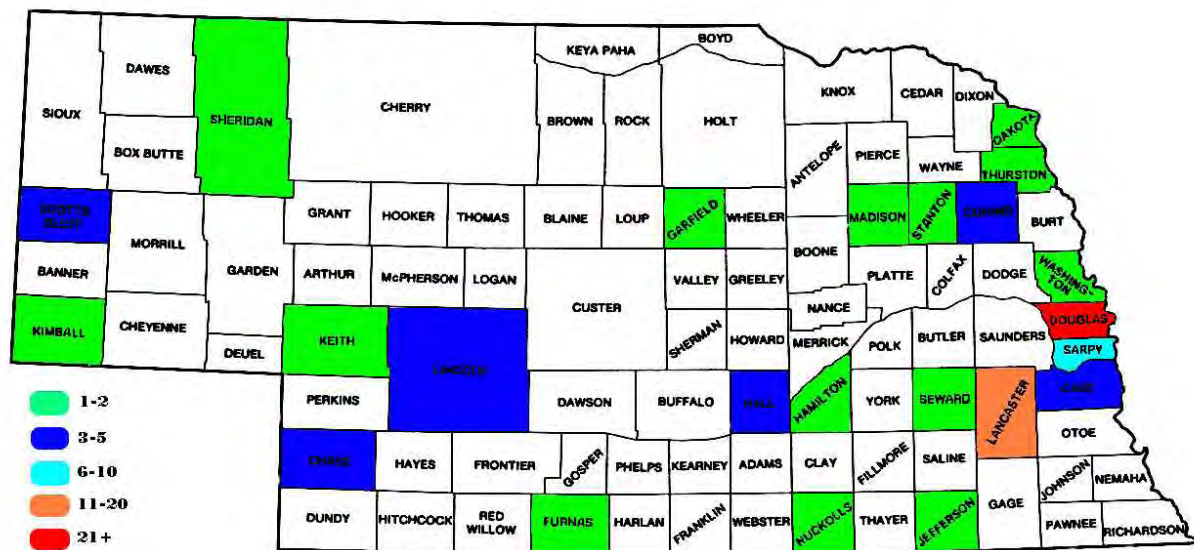 KEYA PAHA
BOYD
DAWES
SIOUX
SHERIDAN
CHERRY
BROWN
ROCK
HOLT
KNOX
CEDAR
DIXON
DAKOTA
BOX BUTTE
ANTELOPE
PIERCE
WAYNE
THURSTON
SCOTTS
BLUFF
GRANT
HOOKER
THOMAS
BLAINE
LOUP
GARFIELD
WHEELER
MADISON
STANTON
CUMING
BURT
MORRILL
BANNER
GARDEN
ARTHUR
McPHERSON
LOGAN
CUSTER
VALLEY
GREELEY
BOONE
PLATTE
COLFAX
DODGE
WASHING-
TON
KIMBALL
CHEYENNE
DEUEL
KEITH
LINCOLN
SHERMAN
HOWARD
NANCE
MERRICK
POLK
BUTLER
SAUNDERS
DOUGLAS
SARPY
PERKINS
DAWSON
BUFFALO
HALL
HAMILTON
YORK
SEWARD
LANCASTER
CASS
OTOE
CHASE
HAYES
FRONTIER
GOSPER
PHELPS
KEARNEY
ADAMS
CLAY
FILLMORE
SALINE
GAGE
JOHNSON
NEMAHA
DUNDY
HITCHCOCK
RED
WILLOW
FURNAS
HARLAN
FRANKLIN
WEBSTER
NUCKOLLS
THAYER
JEFFERSON
PAWNEE
RICHARDSON
1-2
3-5
6-10
11-20
21+